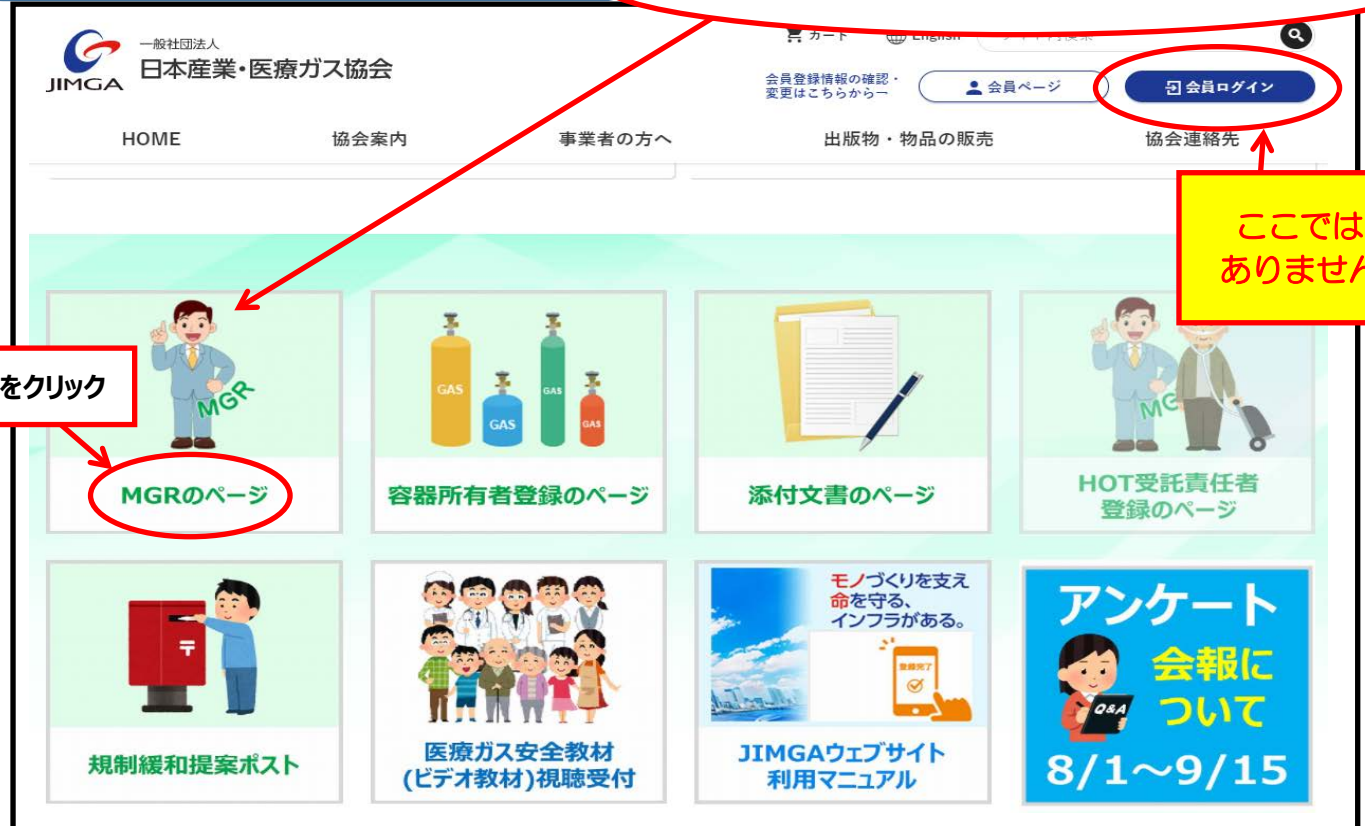 一般社団法人
日本産業・医療ガス協会
JIMGA
カート
English
会員登録情報の確認・
変更はこちらからー
会員ページ
会員ログイン
HOME
協会案内
事業者の方へ
出版物・物品の販売
協会連絡先
ここでは
ありません
をクリック
MGR
GAS
GAS
GAS
GAS
MGRのページ
容器所有者登録のページ
添付文書のページ
HOT受託責任者
登録のページ
〒
規制緩和提案ポスト
医療ガス安全教材
(ビデオ教材)視聴受付
モノづくりを支え
命を守る、
インフラがある。
登録完了
JIMGAウェブサイト
利用マニュアル
アンケート
会報に
ついて
Q&A
8/1～9/15